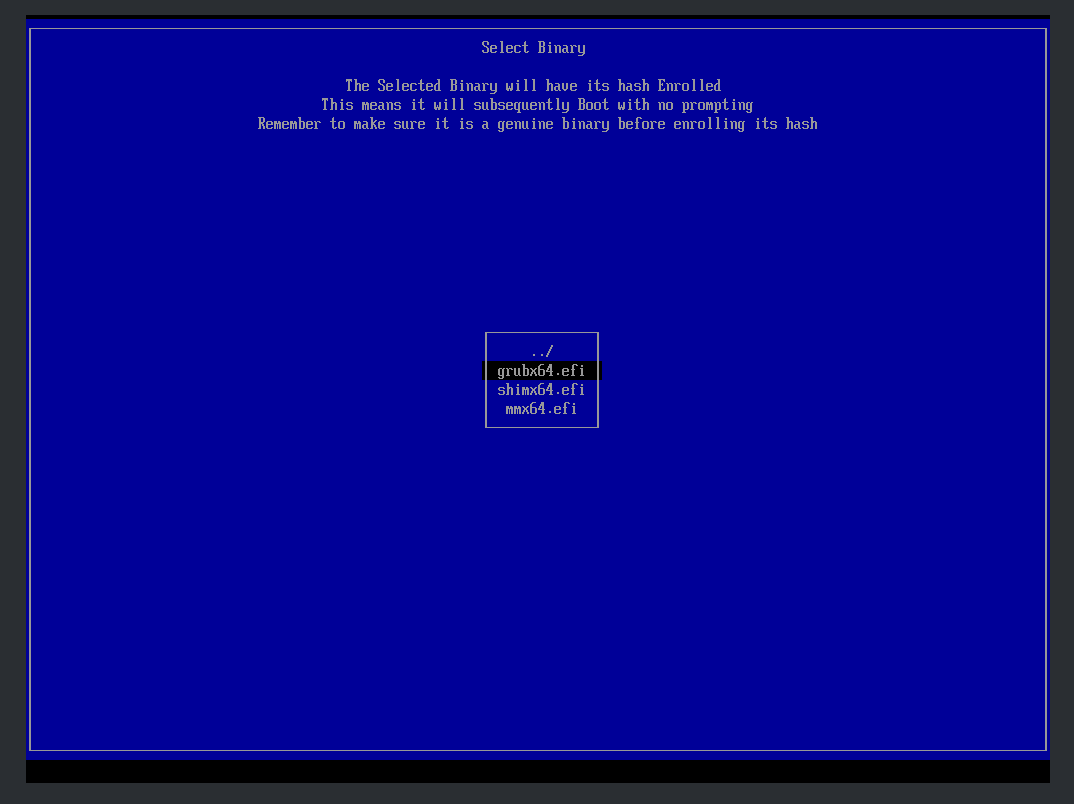 Select Binary
The Selected Binary will have its hash Enrolled
This means it will subsequently Boot with no prompting
Remember to make sure it is a genuine binary before enrolling its hash
../
grubx64.efi
shimx64.efi
mmx64.efi